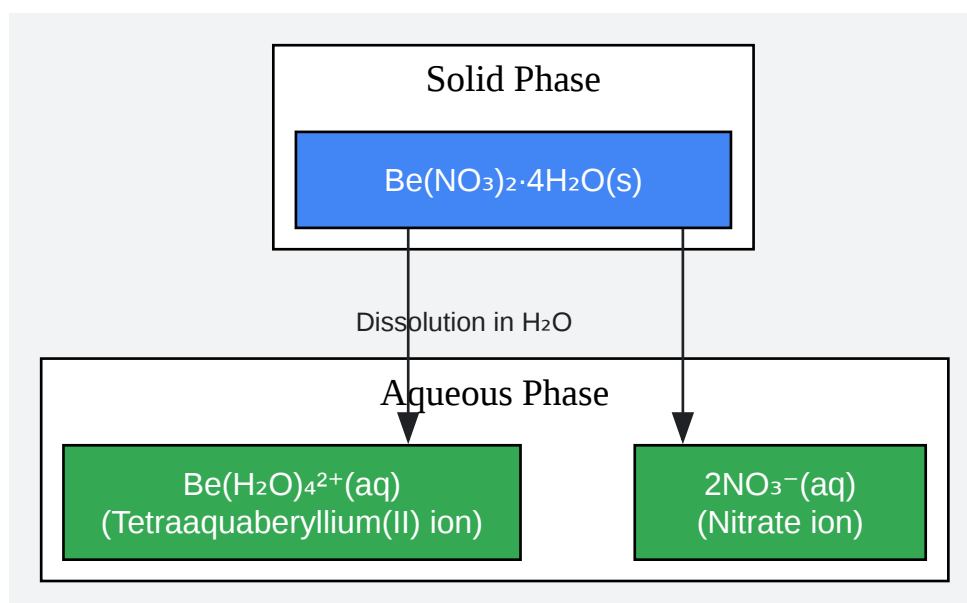 Solid Phase
Be(NO₃)₂·4H₂O(s)
Dissolution in H₂O
Aqueous Phase
Be(H₂O)₄²⁺(aq)
(Tetraaquaberyllium(II) ion)
2NO₃⁻(aq)
(Nitrate ion)